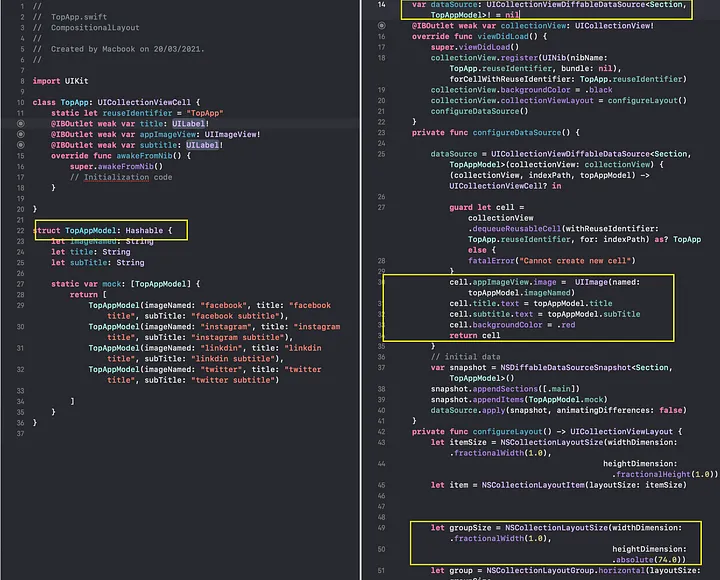 1 //
2 // TopApp.swift
3 // CompositionalLayout
4 //
5 // Created by Macbook on 20/03/2021.
6 //
7
8 import UIKit
9
10 class TopApp: UICollectionViewCell {
11 static let reuseIdentifier = "TopApp"
@IBOutlet weak var title: UILabel!
@IBOutlet weak var appImageView: UIImageView!
@IBOutlet weak var subtitle: UILabel!
15 override func awakeFromNib() {
16 super.awakeFromNib()
17 // Initialization code
18 }
19
20 }
21
22 struct TopAppModel: Hashable {
23 let imageNamed: String
24 let title: String
25 let subTitle: String
26
27 static var mock: [TopAppModel] {
28 return [
29 TopAppModel(imageNamed: "facebook", title: "facebook
title", subTitle: "facebook subtitle"),
30 TopAppModel(imageNamed: "instagram", title: "instagram
title", subTitle: "instagram subtitle"),
31 TopAppModel(imageNamed: "linkdin", title: "linkdin
title", subTitle: "linkdin subtitle"),
32 TopAppModel(imageNamed: "twitter", title: "twitter
title", subTitle: "twitter subtitle")
33
34 ]
35 }
36 }
37
14 var dataSource: UICollectionViewDiffableDataSource<Section,
TopAppModel>! = nil
@IBOutlet weak var collectionView: UICollectionView!
16 override func viewDidLoad() {
17 super.viewDidLoad()
18 collectionView.register(UINib(nibName:
TopApp.reuseIdentifier, bundle: nil),
forCellWithReuseIdentifier: TopApp.reuseIdentifier)
19 collectionView.backgroundColor = .black
20 collectionView.collectionViewLayout = configureLayout()
21 configureDataSource()
22 }
23 private func configureDataSource() {
24
25 dataSource = UICollectionViewDiffableDataSource<Section,
TopAppModel>(collectionView: collectionView) {
(collectionView, indexPath, topAppModel) ->
UICollectionViewCell? in
26
27 guard let cell =
collectionView
.dequeueReusableCell(withReuseIdentifier:
TopApp.reuseIdentifier, for: indexPath) as? TopApp
else {
28 fatalError("Cannot create new cell")
29 }
30 cell.appImageView.image = UIImage(named:
topAppModel.imageNamed)
31 cell.title.text = topAppModel.title
32 cell.subtitle.text = topAppModel.subTitle
33 cell.backgroundColor = .red
34 return cell
35 }
36 // initial data
37 var snapshot = NSDiffableDataSourceSnapshot<Section,
TopAppModel>()
38 snapshot.appendSections([.main])
39 snapshot.appendItems(TopAppModel.mock)
40 dataSource.apply(snapshot, animatingDifferences: false)
41 }
42 private func configureLayout() -> UICollectionViewLayout {
43 let itemSize = NSCollectionLayoutSize(widthDimension:
.fractionalWidth(1.0),
44 heightDimension:
.fractionalHeight(1.0))
45 let item = NSCollectionLayoutItem(layoutSize: itemSize)
46
47
48
49 let groupSize = NSCollectionLayoutSize(widthDimension:
.fractionalWidth(1.0),
50 heightDimension:
.absolute(74.0))
51 let group = NSCollectionLayoutGroup.horizontal(layoutSize: